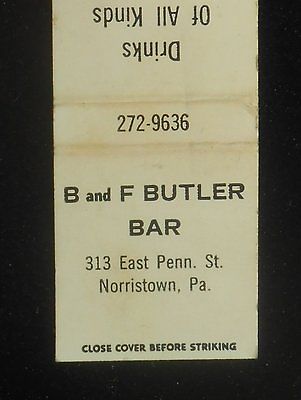 Drinks
Of All Kinds
272-9636
B and F BUTLER
BAR
313 East Penn. St.
Norristown, Pa.
CLOSE COVER BEFORE STRIKING